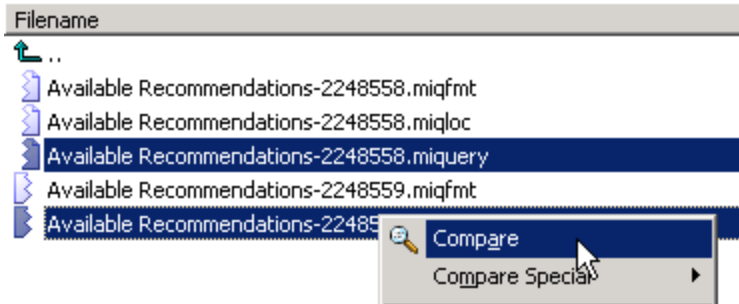 Filename
..
Available Recommendations-2248558.miqfmt
Available Recommendations-2248558.miqloc
Available Recommendations-2248558.miquery
Available Recommendations-2248559.miqfmt
Available Recommendations-22485
Compare
Compare Special